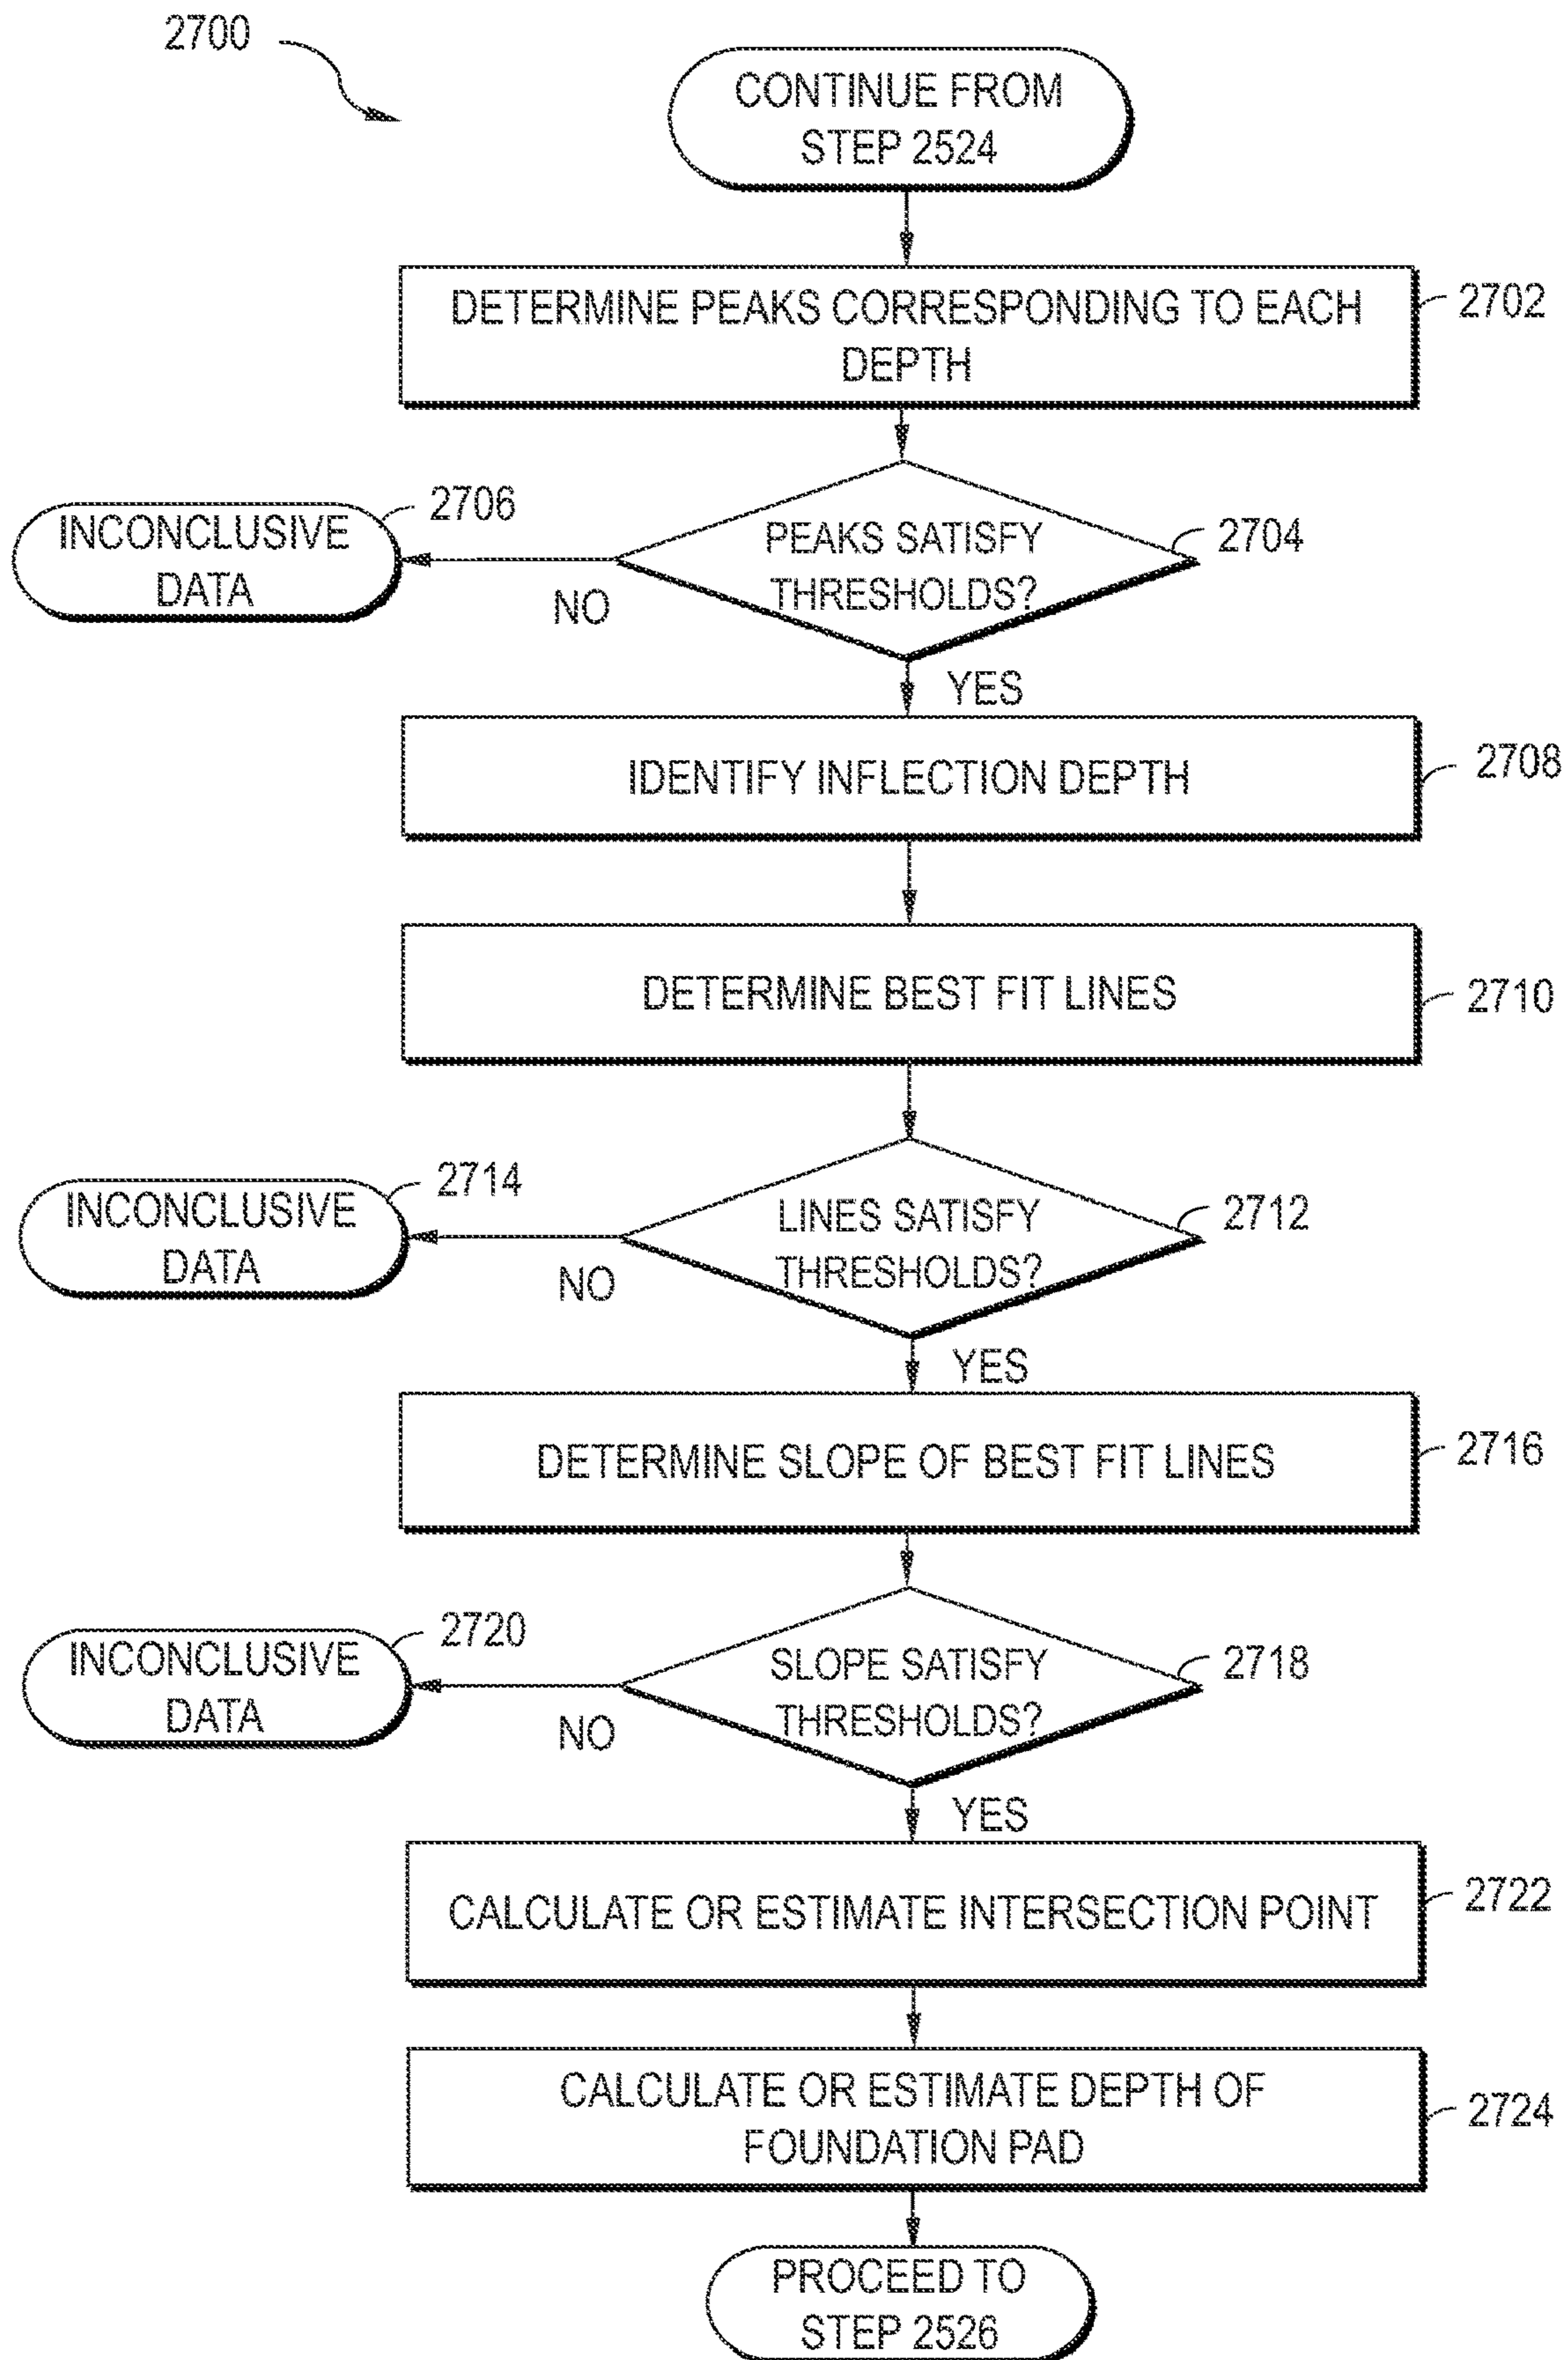 2700
CONTINUE FROM
STEP 2524
DETERMINE PEAKS CORRESPONDING TO EACH
DEPTH
2702
PEAKS SATISFY
THRESHOLDS?
2704
NO
INCONCLUSIVE
DATA
2706
YES
IDENTIFY INFLECTION DEPTH
2708
DETERMINE BEST FIT LINES
2710
LINES SATISFY
THRESHOLDS?
2712
NO
INCONCLUSIVE
DATA
2714
YES
DETERMINE SLOPE OF BEST FIT LINES
2716
SLOPE SATISFY
THRESHOLDS?
2718
NO
INCONCLUSIVE
DATA
2720
YES
CALCULATE OR ESTIMATE INTERSECTION POINT
2722
CALCULATE OR ESTIMATE DEPTH OF
FOUNDATION PAD
2724
PROCEED TO
STEP 2526